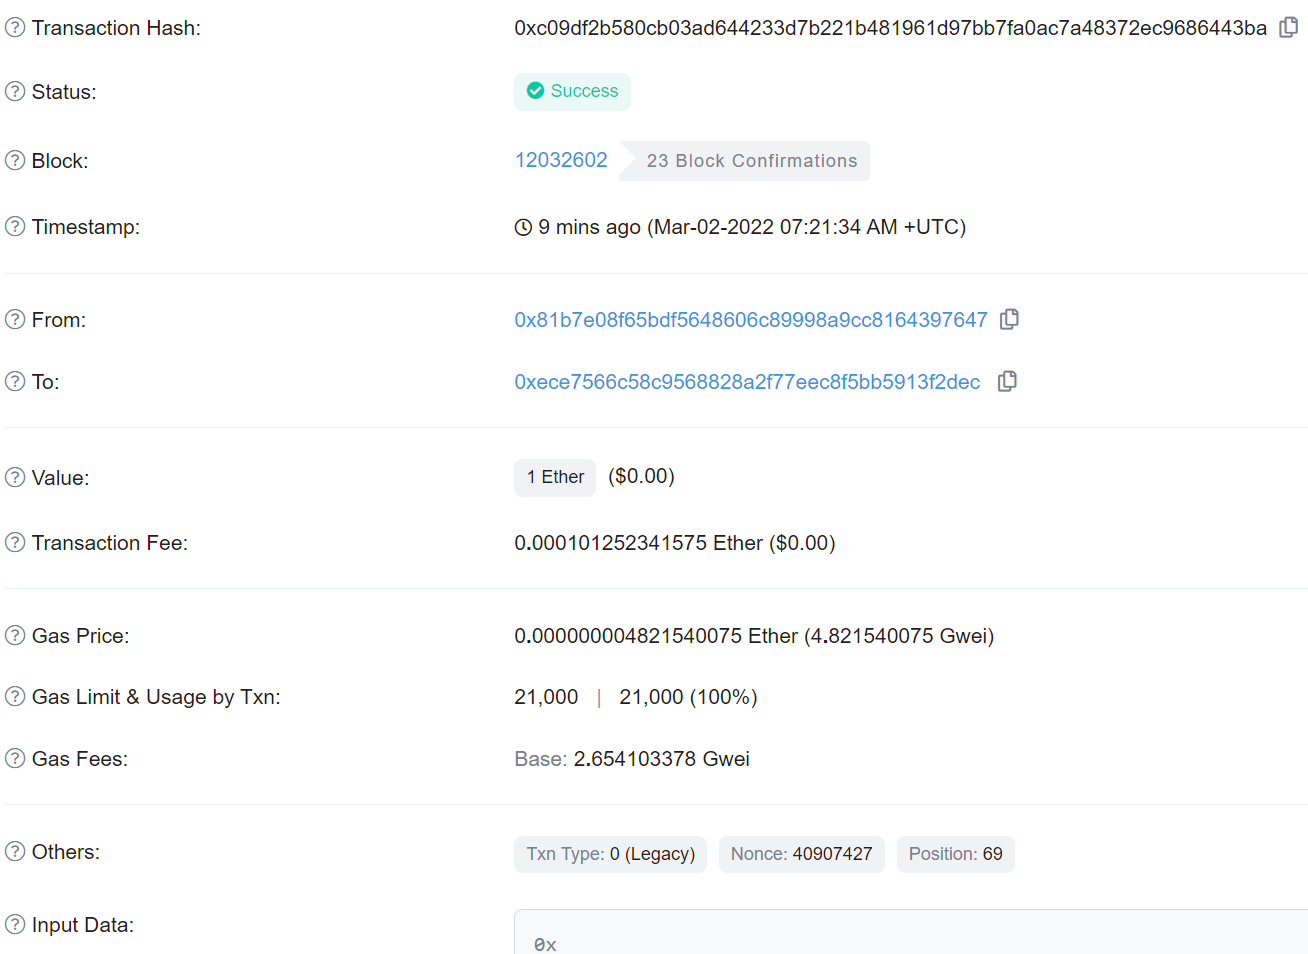 Transaction Hash: 0xc09df2b580cb03ad644233d7b221b481961d97bb7fa0ac7a48372ec9686443ba
Status: Success
Block: 12032602 23 Block Confirmations
Timestamp: 9 mins ago (Mar-02-2022 07:21:34 AM +UTC)
From: 0x81b7e08f65bdf5648606c89998a9cc8164397647
To: 0xece7566c58c9568828a2f77eec8f5bb5913f2dec
Value: 1 Ether ($0.00)
Transaction Fee: 0.000101252341575 Ether ($0.00)
Gas Price: 0.000000004821540075 Ether (4.821540075 Gwei)
Gas Limit & Usage by Txn: 21,000 | 21,000 (100%)
Gas Fees: Base: 2.654103378 Gwei
Others: Txn Type: 0 (Legacy) Nonce: 40907427 Position: 69
Input Data: 0x